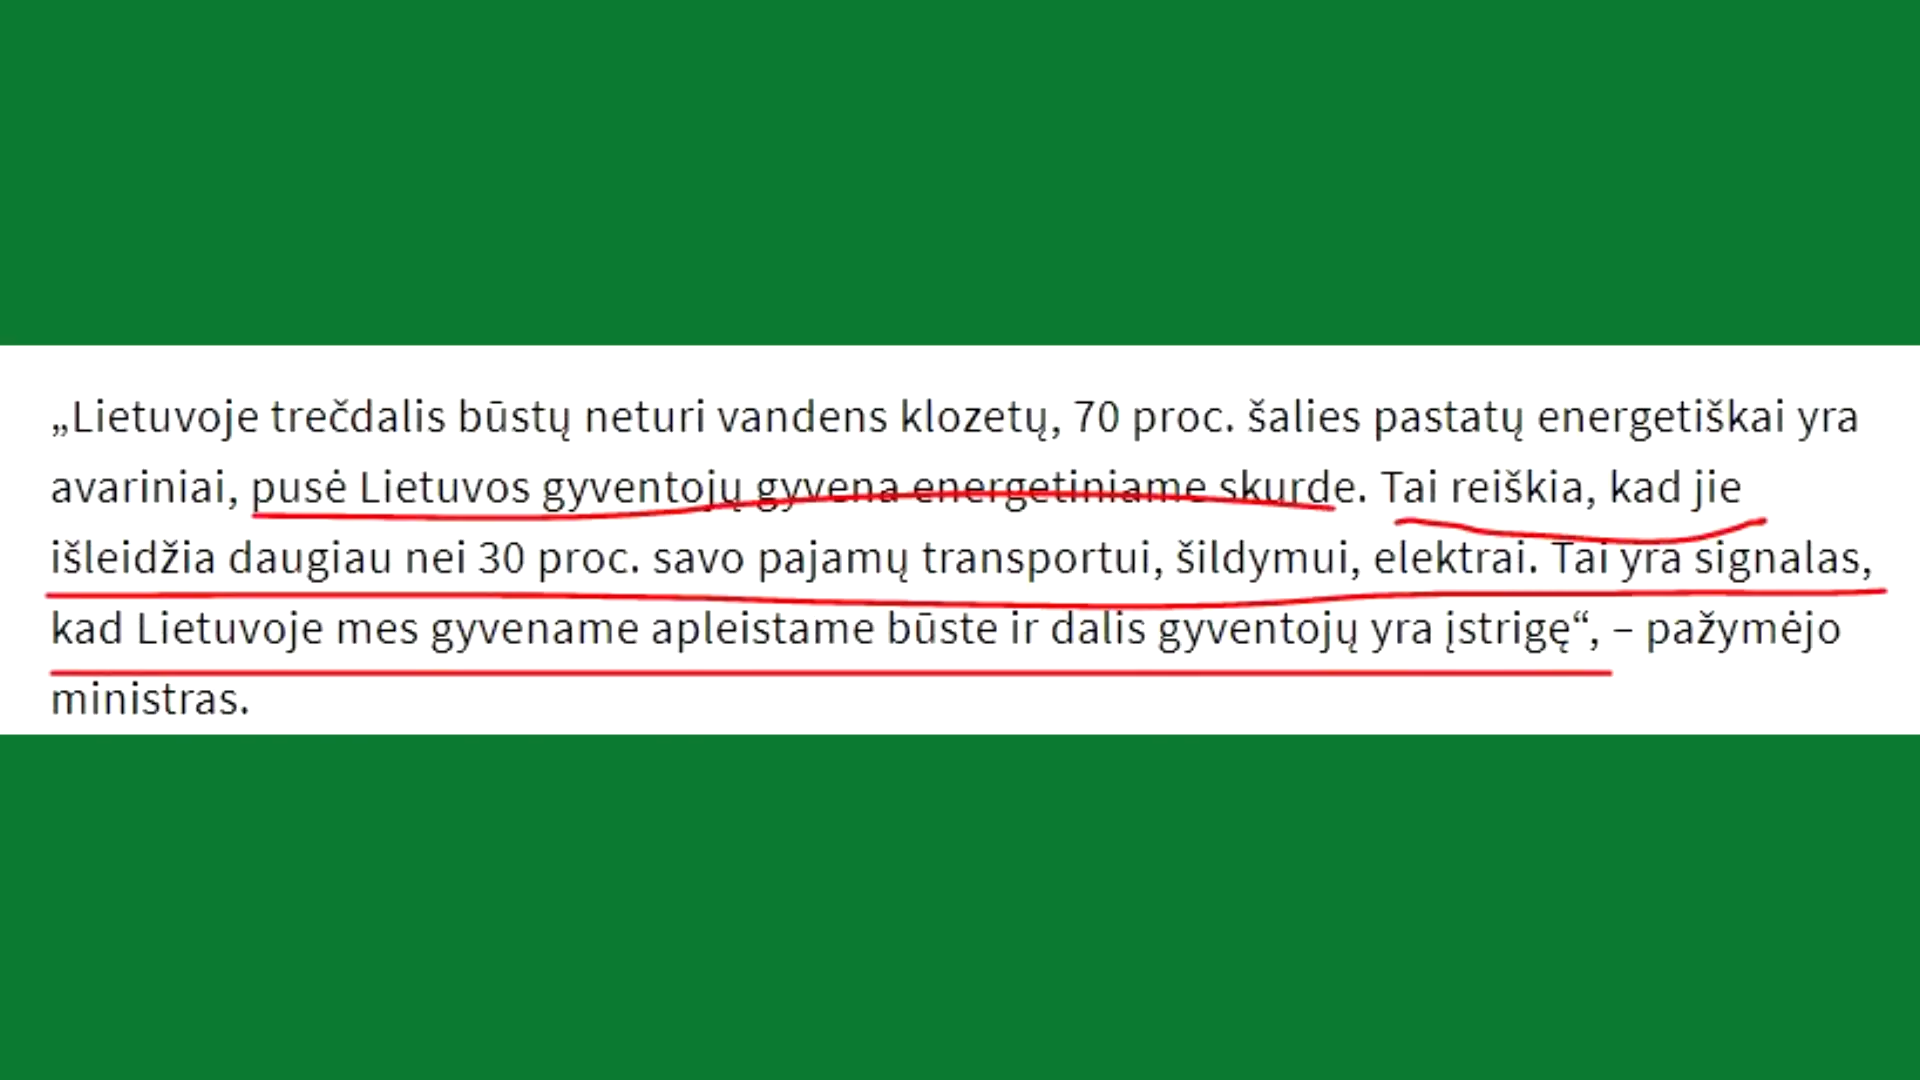 „Lietuvoje trečdalis būstų neturi vandens klozetų, 70 proc. šalies pastatų energetiškai yra
avariniai, pusė Lietuvos gyventojų gyvena energetiniame skurde. Tai reiškia, kad jie
išleidžia daugiau nei 30 proc. savo pajamų transportui, šildymui, elektrai. Tai yra signalas,
kad Lietuvoje mes gyvename apleistame būste ir dalis gyventojų yra įstrigę“, – pažymėjo
ministras.